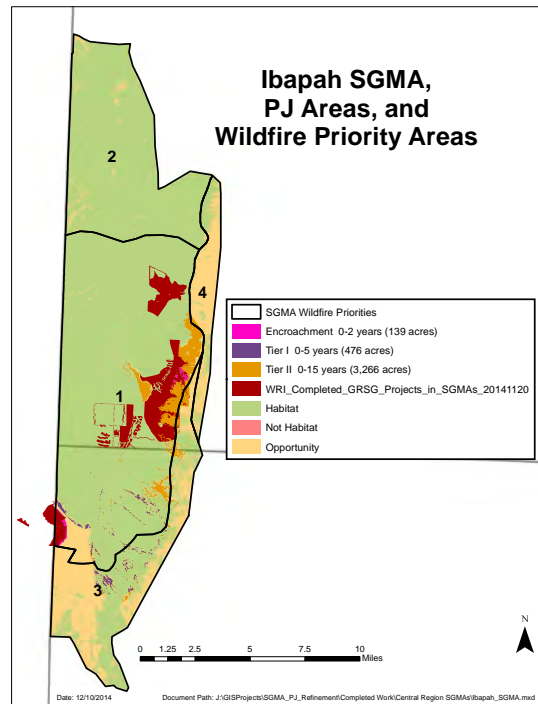 Ibapah SGMA,
PJ Areas, and
Wildfire Priority Areas
2
4
1
3
SGMA Wildfire Priorities
Encroachment 0-2 years (139 acres)
Tier I 0-5 years (476 acres)
Tier II 0-15 years (3,266 acres)
WRI_Completed_GRSG_Projects_in_SGMAs_20141120
Habitat
Not Habitat
Opportunity
N
0 1.25 2.5 5 7.5 10
Miles
Date: 12/10/2014 Document Path: J:\GISProjects\SGMA_PJ_Refinement\Completed Work\Central Region SGMAs\Ibapah_SGMA.mxd